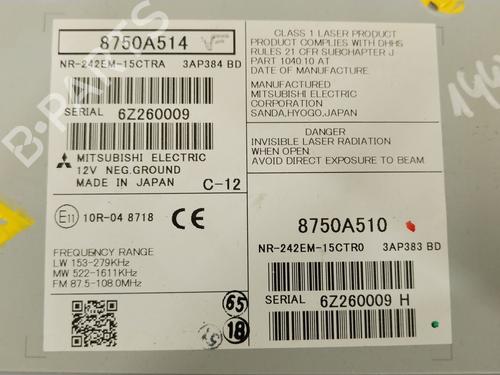 8750A514
NR-242EM-15CTRA 3AP384 BD
SERIAL 6Z260009
MITSUBISHI ELECTRIC
12V NEG.GROUND
MADE IN JAPAN C-12
E11 10R-04 8718 CE
FREQUENCY RANGE
LW 153-279KHz
MW 522-1611KHz
FM 87.5-108.0MHz
65
18
CLASS 1 LASER PRODUCT
PRODUCT COMPLIES WITH DHHS
RULES 21 CFR SUBCHAPTER J
PART 1040.10 AT
DATE OF MANUFACTURE.
MANUFACTURED
MITSUBISHI ELECTRIC
CORPORATION
SANDA,HYOGO,JAPAN
DANGER
INVISIBLE LASER RADIATION
WHEN OPEN.
AVOID DIRECT EXPOSURE TO BEAM.
8750A510
NR-242EM-15CTR0 3AP383 BD
SERIAL 6Z260009 H
B-PARTS